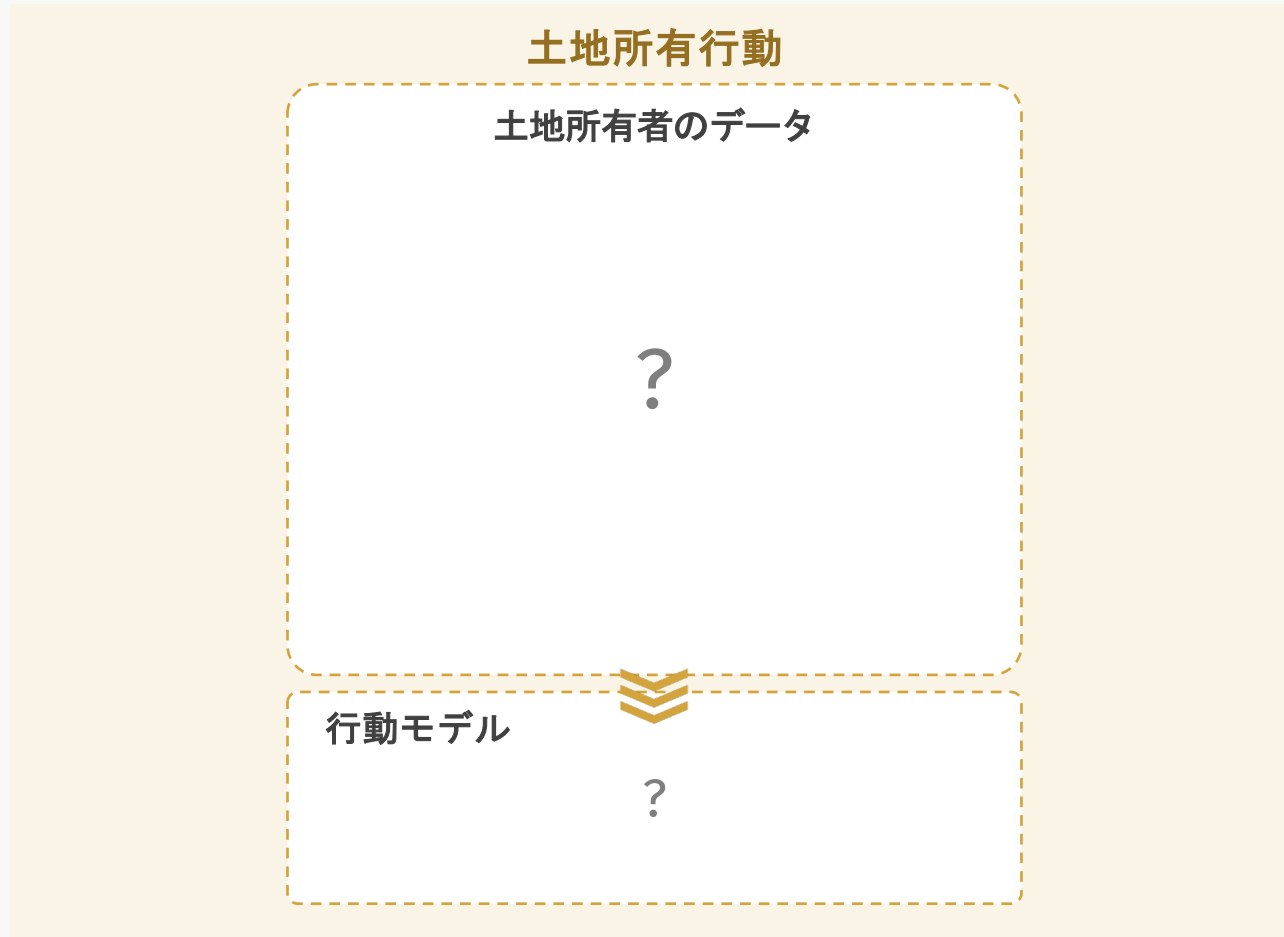 土地所有行動
土地所有者のデータ
?
行動モデル
?